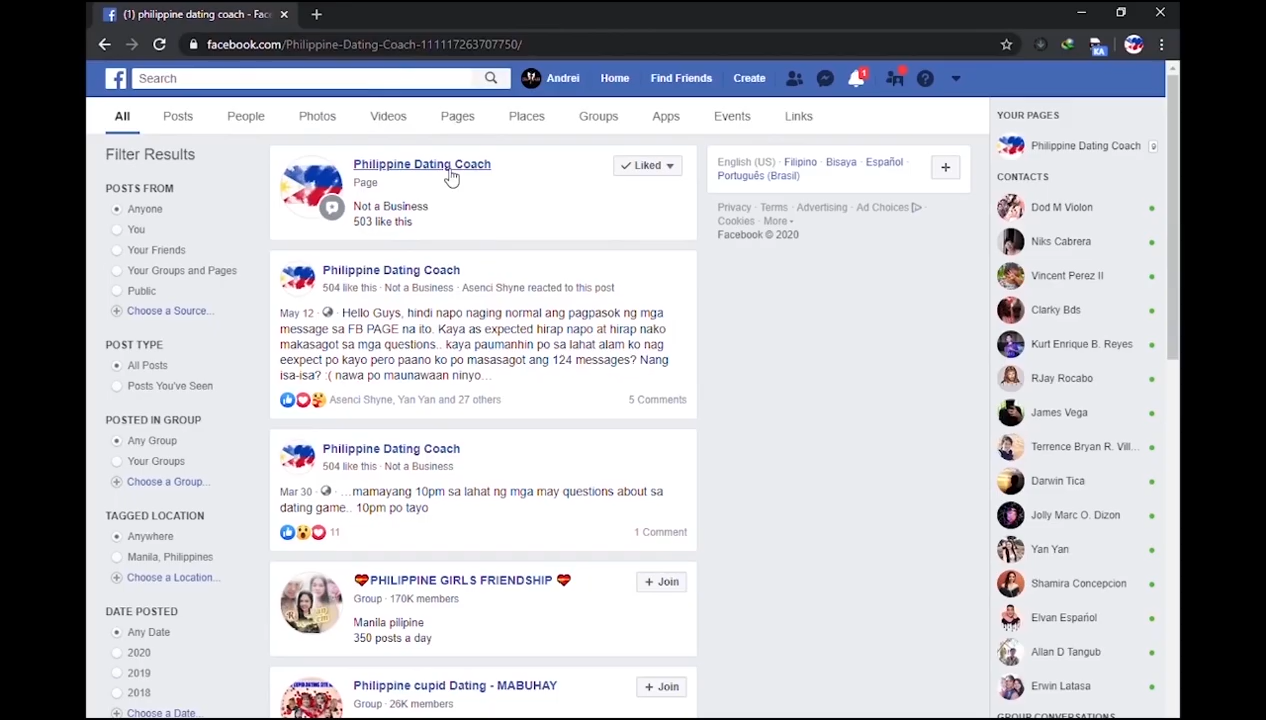 (1) philippine dating coach - Fac
facebook.com/Philippine-Dating-Coach-111117263707750/
KA
Search
Andrei
Home
Find Friends
Create
1
All
Posts
People
Photos
Videos
Pages
Places
Groups
Apps
Events
Links
Filter Results
POSTS FROM
Anyone
You
Your Friends
Your Groups and Pages
Public
Choose a Source...
POST TYPE
All Posts
Posts You've Seen
POSTED IN GROUP
Any Group
Your Groups
Choose a Group...
TAGGED LOCATION
Anywhere
Manila, Philippines
Choose a Location...
DATE POSTED
Any Date
2020
2019
2018
Choose a Date...
Philippine Dating Coach
Page
Not a Business
503 like this
Liked
Philippine Dating Coach
504 like this · Not a Business · Asenci Shyne reacted to this post
May 12 · Hello Guys, hindi napo naging normal ang pagpasok ng mga
message sa FB PAGE na ito. Kaya as expected hirap napo at hirap nako
makasagot sa mga questions.. kaya paumanhin po sa lahat alam ko nag
eexpect po kayo pero paano ko po masasagot ang 124 messages? Nang
isa-isa? :( nawa po maunawaan ninyo...
Asenci Shyne, Yan Yan and 27 others
5 Comments
Philippine Dating Coach
504 like this · Not a Business
Mar 30 · ...mamayang 10pm sa lahat ng mga may questions about sa
dating game.. 10pm po tayo
11
1 Comment
PHILIPPINE GIRLS FRIENDSHIP
Group · 170K members
Manila pilipine
350 posts a day
+ Join
Philippine cupid Dating - MABUHAY
Group · 26K members
+ Join
English (US) · Filipino · Bisaya · Español ·
Português (Brasil)
Privacy · Terms · Advertising · Ad Choices ·
Cookies · More
Facebook © 2020
YOUR PAGES
Philippine Dating Coach
CONTACTS
Dod M Violon
Niks Cabrera
Vincent Perez II
Clarky Bds
Kurt Enrique B. Reyes
RJay Rocabo
James Vega
Terrence Bryan R. Vill...
Darwin Tica
Jolly Marc O. Dizon
Yan Yan
Shamira Concepcion
Elvan Español
Allan D Tangub
Erwin Latasa
GROUP CONVERSATIONS